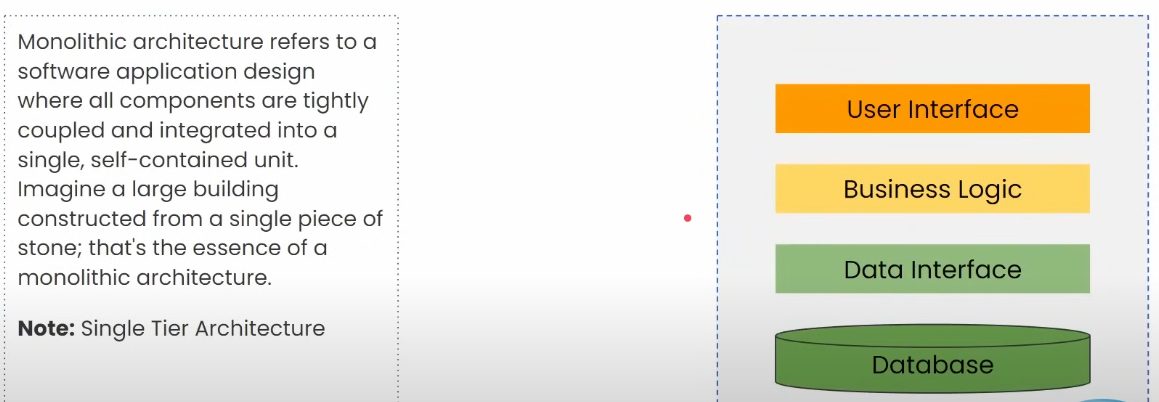 Monolithic architecture refers to a
software application design
where all components are tightly
coupled and integrated into a
single, self-contained unit.
Imagine a large building
constructed from a single piece of
stone; that's the essence of a
monolithic architecture.
Note: Single Tier Architecture
User Interface
Business Logic
Data Interface
Database